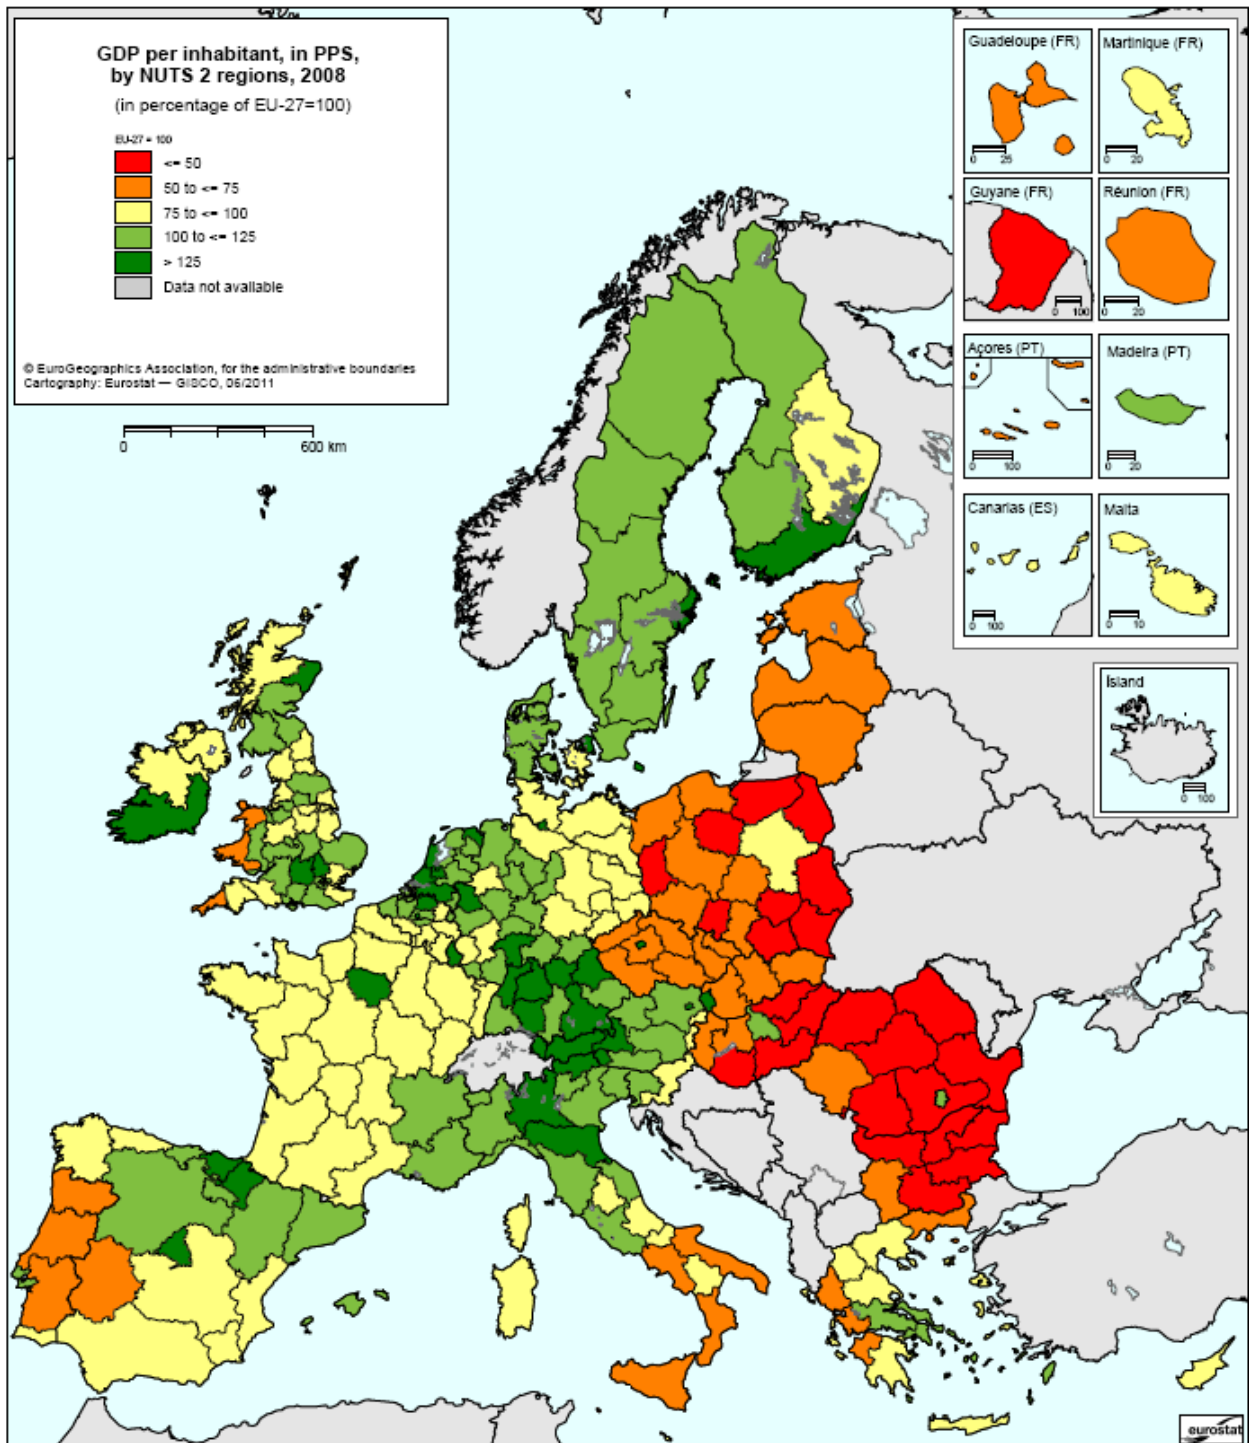 GDP per inhabitant, in PPS,
by NUTS 2 regions, 2008
(in percentage of EU-27=100)
EU-27 = 100
<= 50
50 to <= 75
75 to <= 100
100 to <= 125
> 125
Data not available
© EuroGeographics Association, for the administrative boundaries
Cartography: Eurostat — GISCO, 06/2011
0 600 km
Guadeloupe (FR)
0 25
Martinique (FR)
0 20
Guyane (FR)
0 100
Réunion (FR)
0 20
Açores (PT)
0 100
Madeira (PT)
0 20
Canarias (ES)
0 100
Malta
0 10
Ísland
0 100
eurostat